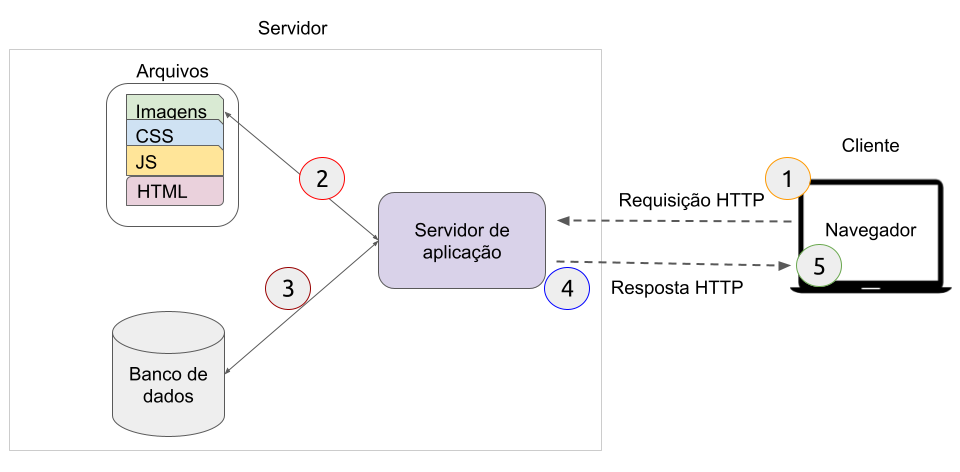 Servidor
Arquivos
Imagens
CSS
JS
HTML
2
Servidor de
aplicação
3
Banco de
dados
4
Cliente
1
Requisição HTTP
Navegador
5
Resposta HTTP